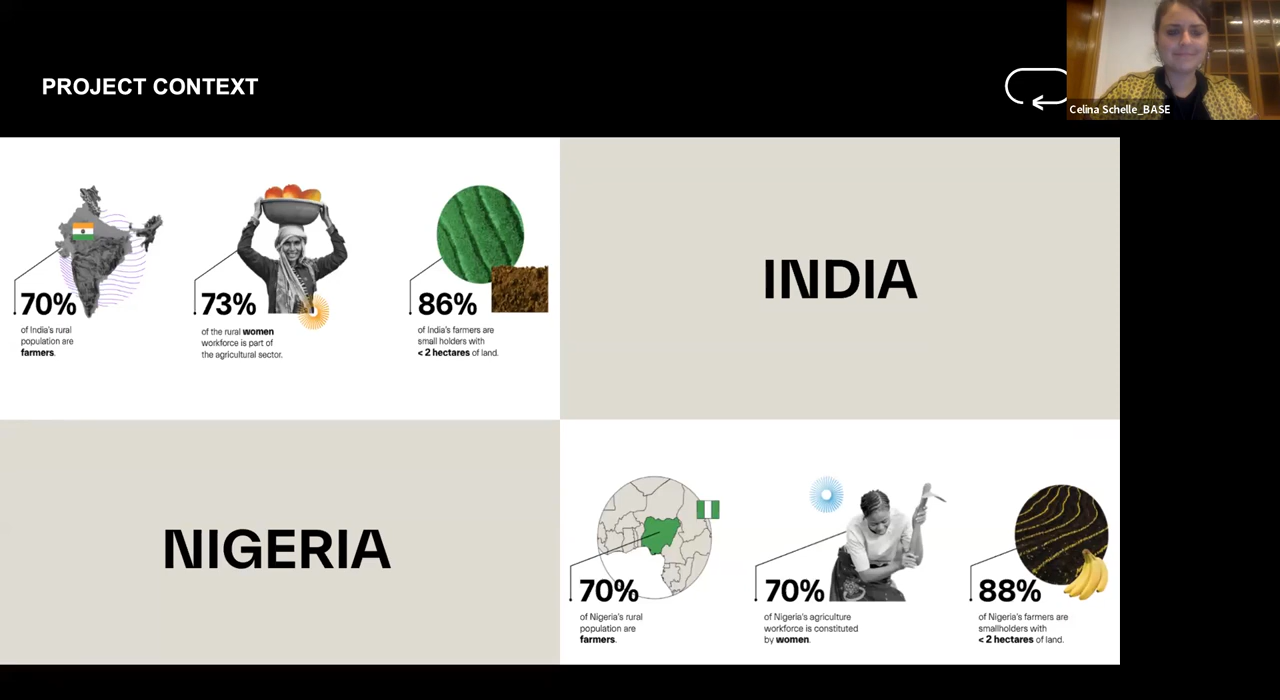 PROJECT CONTEXT
Celina Schelle_BASE
70%
of India's rural
population are
farmers.
73%
of the rural women
workforce is part of
the agricultural sector.
86%
of India's farmers are
small holders with
< 2 hectares of land.
INDIA
NIGERIA
70%
of Nigeria's rural
population are
farmers.
70%
of Nigeria's agriculture
workforce is constituted
by women.
88%
of Nigeria's farmers are
smallholders with
< 2 hectares of land.